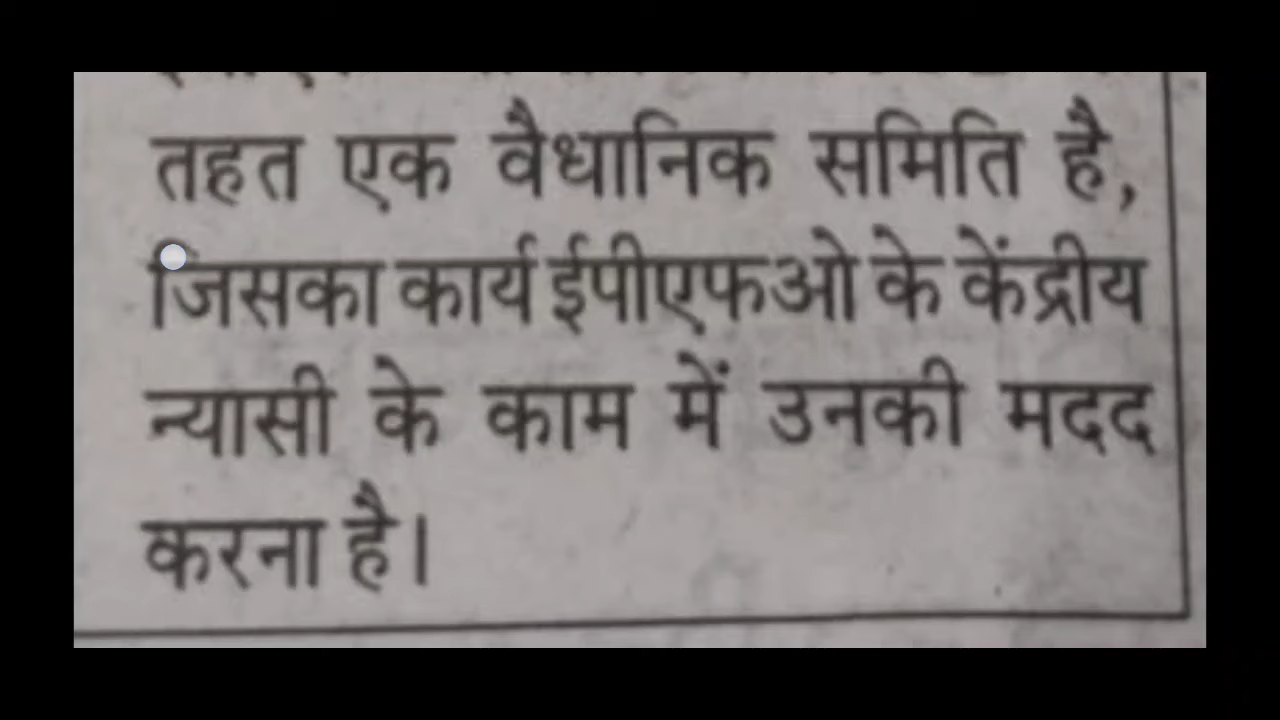 तहत एक वैधानिक समिति है,
जिसका कार्य ईपीएफओ के केंद्रीय
न्यासी के काम में उनकी मदद
करना है।